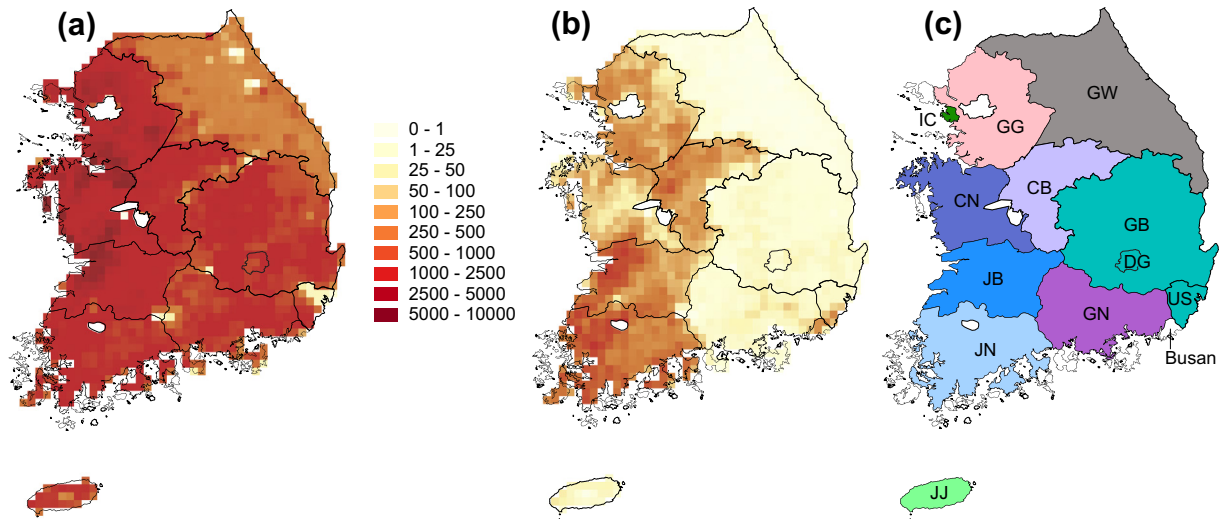 (a)
(b)
(c)
0 - 1
1 - 25
25 - 50
50 - 100
100 - 250
250 - 500
500 - 1000
1000 - 2500
2500 - 5000
5000 - 10000
GW
IC
GG
CB
CN
GB
DG
JB
US
GN
JN
Busan
JJ